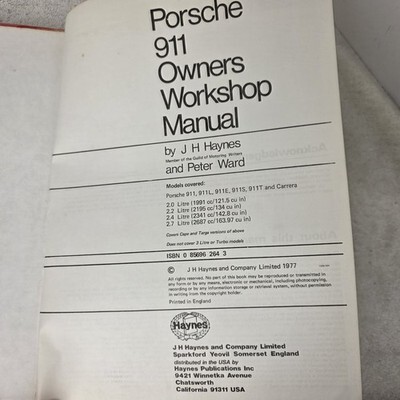 Porsche
911
Owners
Workshop
Manual
by J H Haynes
Member of the Guild of Motoring Writers
and Peter Ward
Models covered:
Porsche 911, 911L, 911E, 911S, 911T and Carrera
2.0 Litre (1991 cc/121.5 cu in)
2.2 Litre (2195 cc/134 cu in)
2.4 Litre (2341 cc/142.8 cu in)
2.7 Litre (2687 cc/163.97 cu in)
Covers Coupe and Targa versions of above
Does not cover 3 Litre or Turbo models
ISBN 0 85696 264 3
© J H Haynes and Company Limited 1977
All rights reserved. No part of this book may be reproduced or transmitted in
any form or by any means, electronic or mechanical, including photocopying,
recording or by any information storage or retrieval system, without permission
in writing from the copyright holder.
Printed in England
Haynes
J H Haynes and Company Limited
Sparkford Yeovil Somerset England
distributed in the USA by
Haynes Publications Inc
9421 Winnetka Avenue
Chatsworth
California 91311 USA